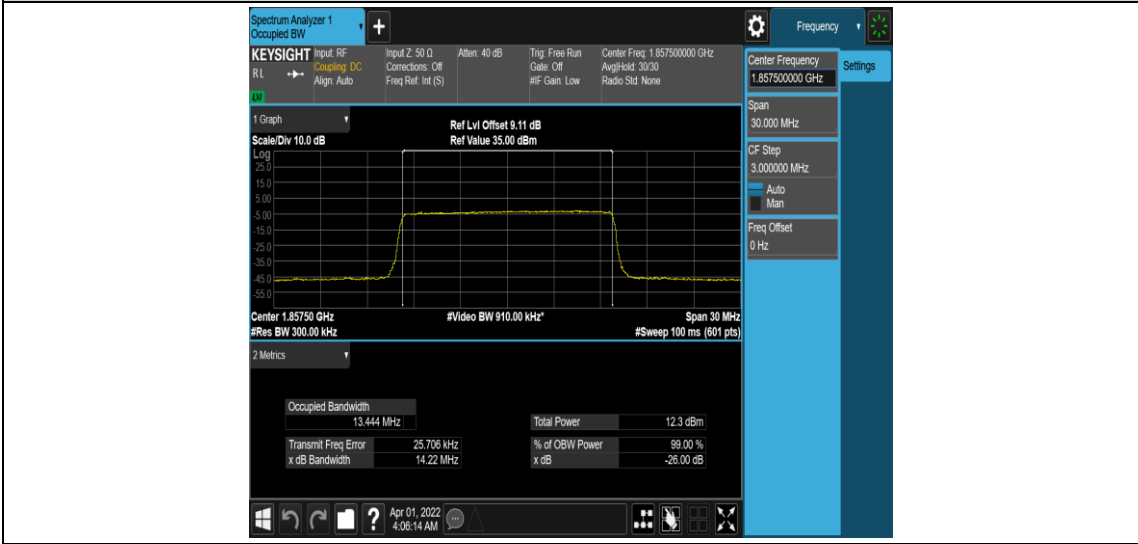 Spectrum Analyzer 1
Occupied BW
KEYSIGHT
RL
LXI
Input: RF
Coupling: DC
Align: Auto
Input Z: 50 Ω
Corrections: Off
Freq Ref: Int (S)
Atten: 40 dB
Trig: Free Run
Gate: Off
#IF Gain: Low
Center Freq: 1.857500000 GHz
Avg|Hold: 30/30
Radio Std: None
1 Graph
Scale/Div 10.0 dB
Ref Lvl Offset 9.11 dB
Ref Value 35.00 dBm
Log
25.0
15.0
5.00
-5.00
-15.0
-25.0
-35.0
-45.0
-55.0
Center 1.85750 GHz
#Res BW 300.00 kHz
#Video BW 910.00 kHz*
Span 30 MHz
#Sweep 100 ms (601 pts)
2 Metrics
Occupied Bandwidth
13.444 MHz
Transmit Freq Error 25.706 kHz
x dB Bandwidth 14.22 MHz
Total Power 12.3 dBm
% of OBW Power 99.00 %
x dB -26.00 dB
? Apr 01, 2022
4:06:14 AM
Frequency
Settings
Center Frequency
1.857500000 GHz
Span
30.000 MHz
CF Step
3.000000 MHz
Auto
Man
Freq Offset
0 Hz